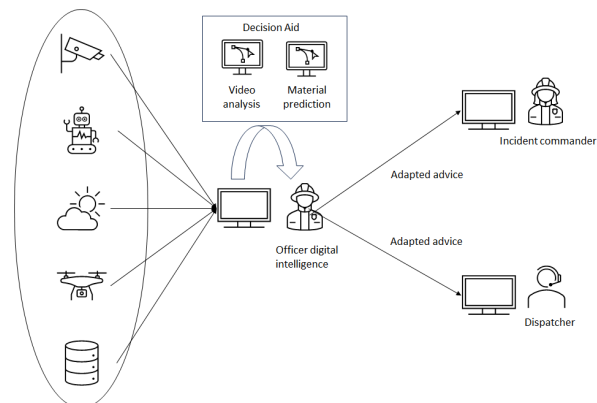 Decision Aid
Video
analysis
Material
prediction
Incident commander
Adapted advice
Adapted advice
Officer digital
intelligence
Dispatcher